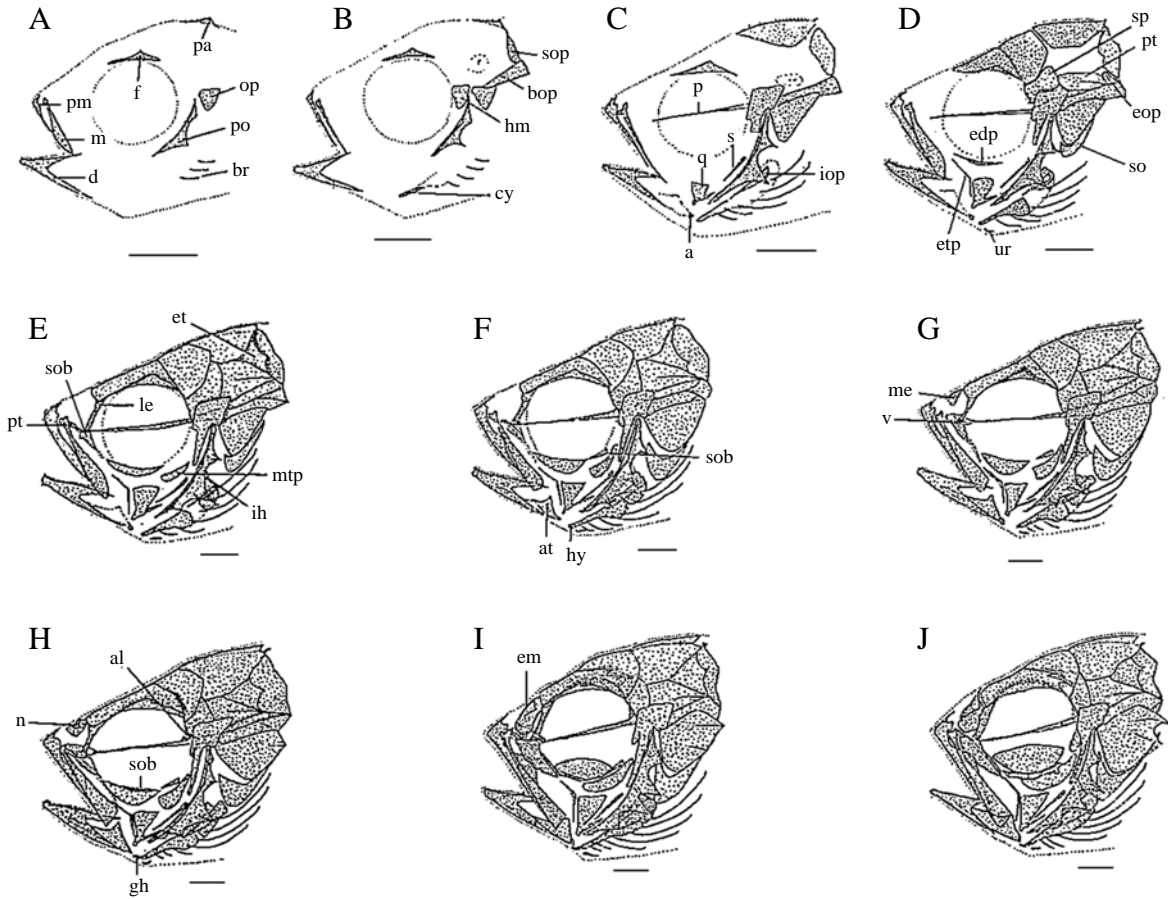 A
pa
f
op
pm
po
m
br
d
B
sop
bop
hm
cy
C
p
s
q
iop
a
D
sp
pt
eop
edp
so
etp
ur
E
et
sob
le
pt
mtp
ih
F
sob
at
hy
G
me
v
H
al
n
sob
gh
I
em
J